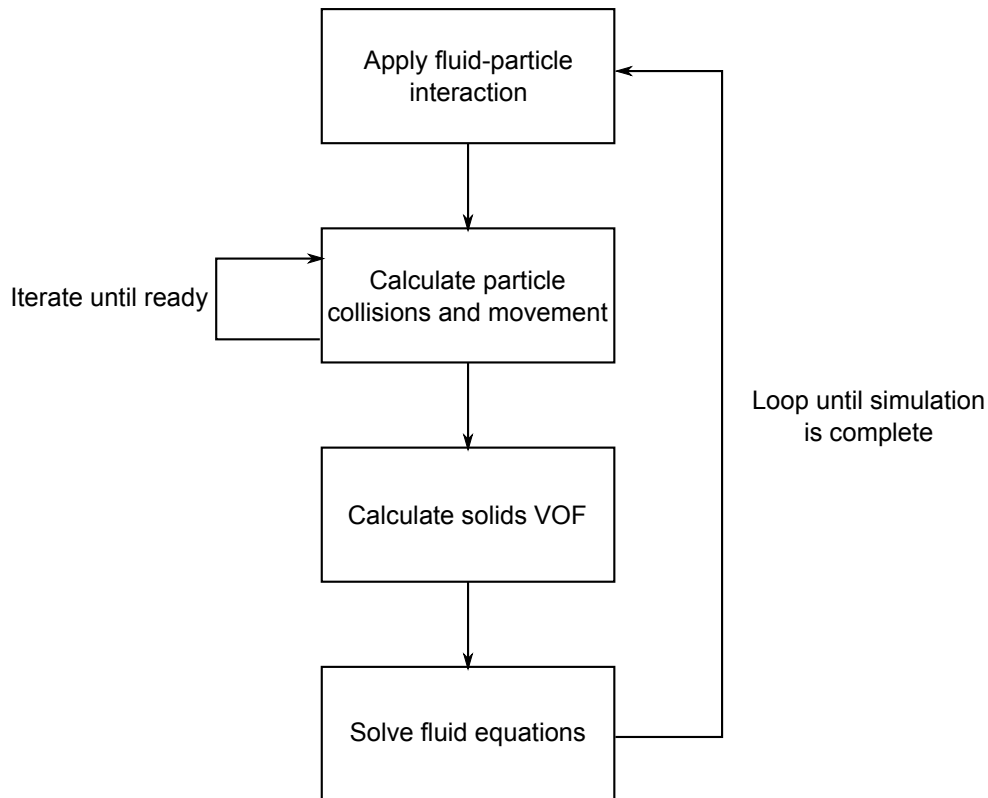 Apply fluid-particle
interaction
Calculate particle
collisions and movement
Iterate until ready
Loop until simulation
is complete
Calculate solids VOF
Solve fluid equations